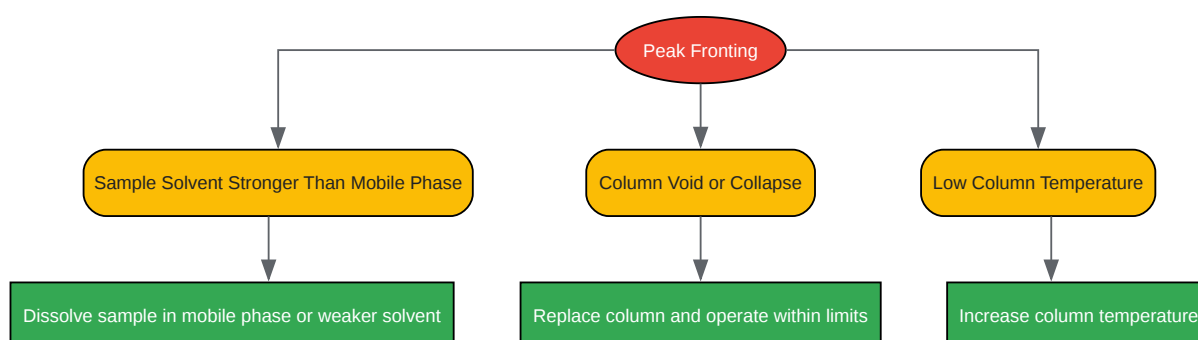 Peak Fronting
Sample Solvent Stronger Than Mobile Phase
Column Void or Collapse
Low Column Temperature
Dissolve sample in mobile phase or weaker solvent
Replace column and operate within limits
Increase column temperature